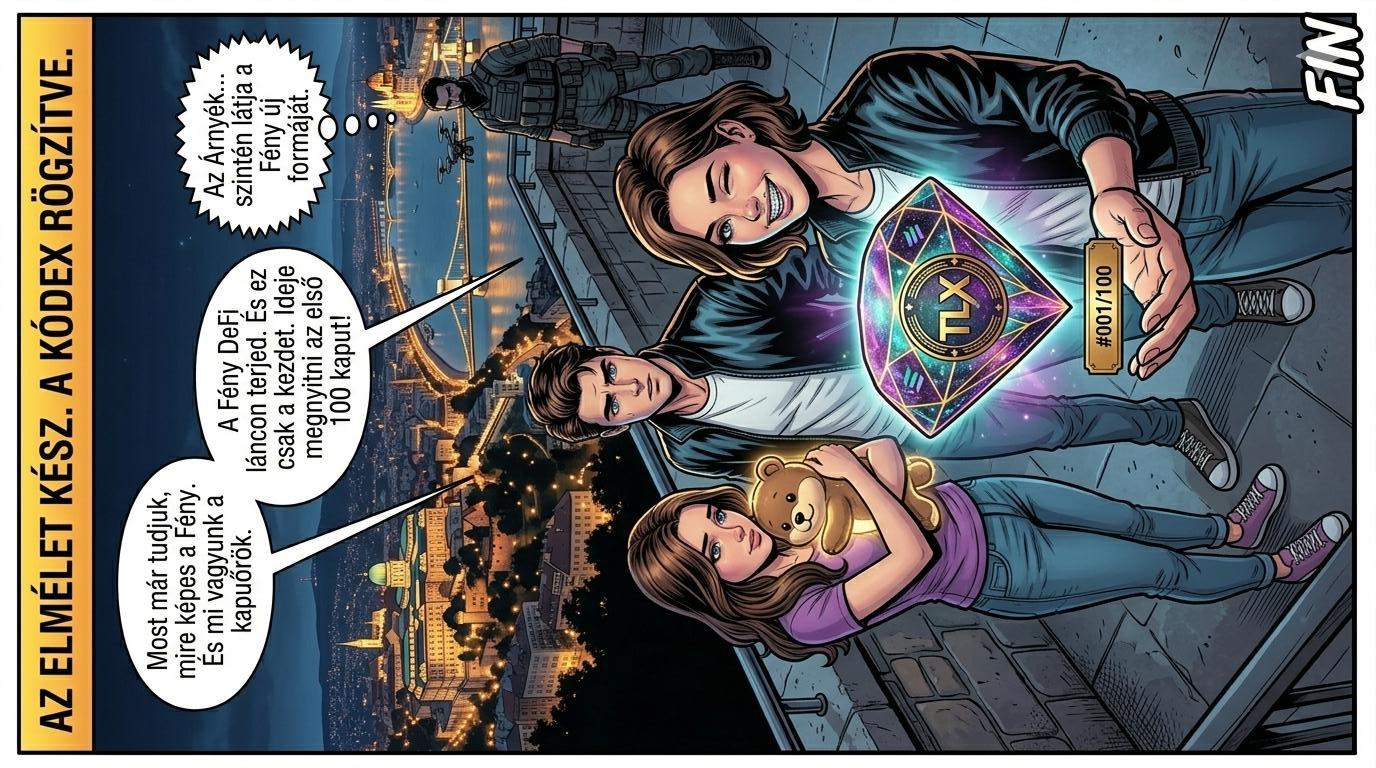 AZ ELMÉLET KÉSZ. A KÓDEX RÖGZÍTVE.
Most már tudjuk,
mire képes a Fény.
És mi vagyunk a
kapuőrök.
A Fény DeFi
láncon terjed. És ez
csak a kezdet. Ideje
megnyitni az első
100 kaput!
Az Árnyék...
szintén látja a
Fény új
formáját.
TLX
#001/100
FIN